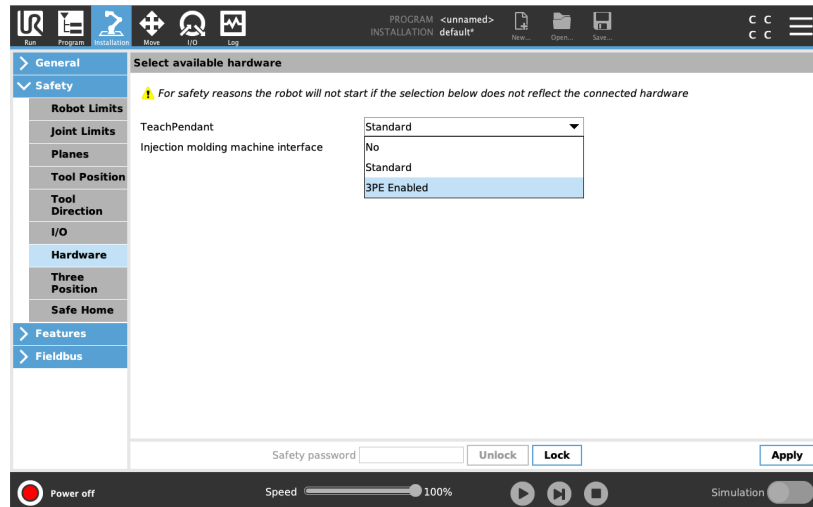 UR
PROGRAM <unnamed>
INSTALLATION default*
Run Program Installation Move I/O Log New... Open... Save...
C C
C C
General
Safety
Robot Limits
Joint Limits
Planes
Tool Position
Tool
Direction
I/O
Hardware
Three
Position
Safe Home
Features
Fieldbus
Select available hardware
For safety reasons the robot will not start if the selection below does not reflect the connected hardware
TeachPendant Standard
Injection molding machine interface
No
Standard
3PE Enabled
Safety password Unlock Lock Apply
Power off Speed 100% Simulation